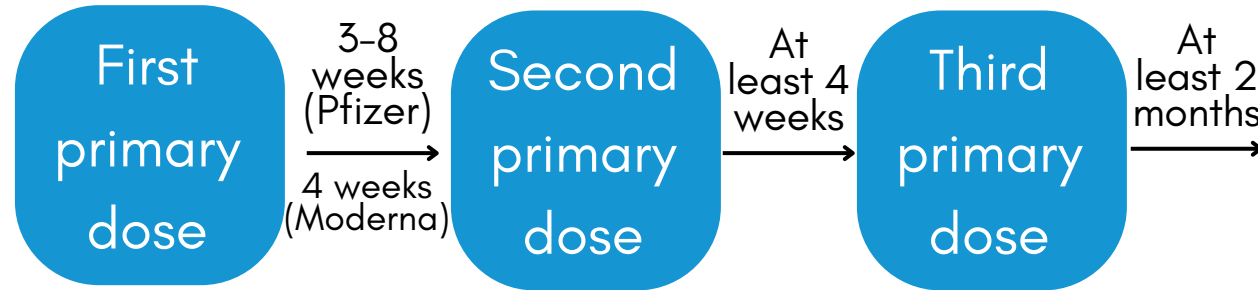 First
primary
dose
3-8
weeks
(Pfizer)
4 weeks
(Moderna)
Second
primary
dose
At
least 4
weeks
Third
primary
dose
At
least 2
months